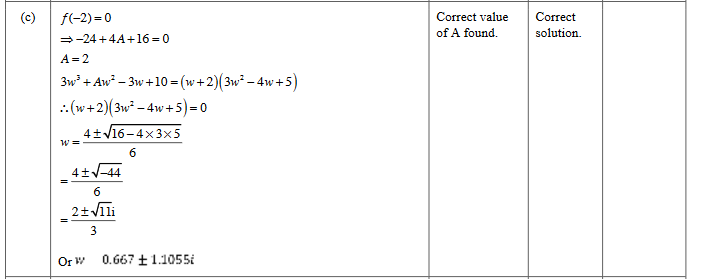 (c) f(–2)=0 Correct value of A found. Correct solution.
⇒–24+4A+16=0
A=2
3w³+Aw²–3w+10=(w+2)(3w²–4w+5)
∴(w+2)(3w²–4w+5)=0
w=(4±√(16–4×3×5))/6
=(4±√(–44))/6
=(2±√11i)/3
Or w 0.667 ± 1.1055i